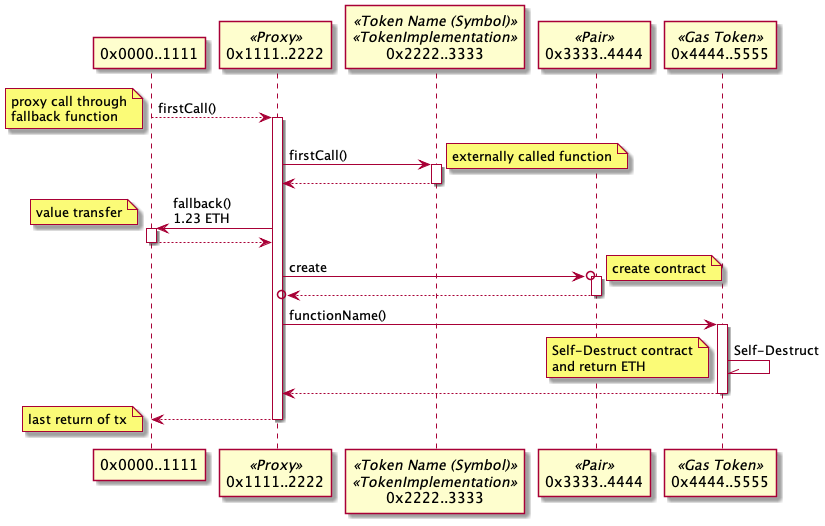 0x0000..1111
«Proxy»
0x1111..2222
«Token Name (Symbol)»
«TokenImplementation»
0x2222..3333
«Pair»
0x3333..4444
«Gas Token»
0x4444..5555
proxy call through
fallback function
firstCall()
firstCall()
externally called function
value transfer
fallback()
1.23 ETH
create
create contract
functionName()
Self-Destruct contract
and return ETH
Self-Destruct
last return of tx
0x0000..1111
«Proxy»
0x1111..2222
«Token Name (Symbol)»
«TokenImplementation»
0x2222..3333
«Pair»
0x3333..4444
«Gas Token»
0x4444..5555